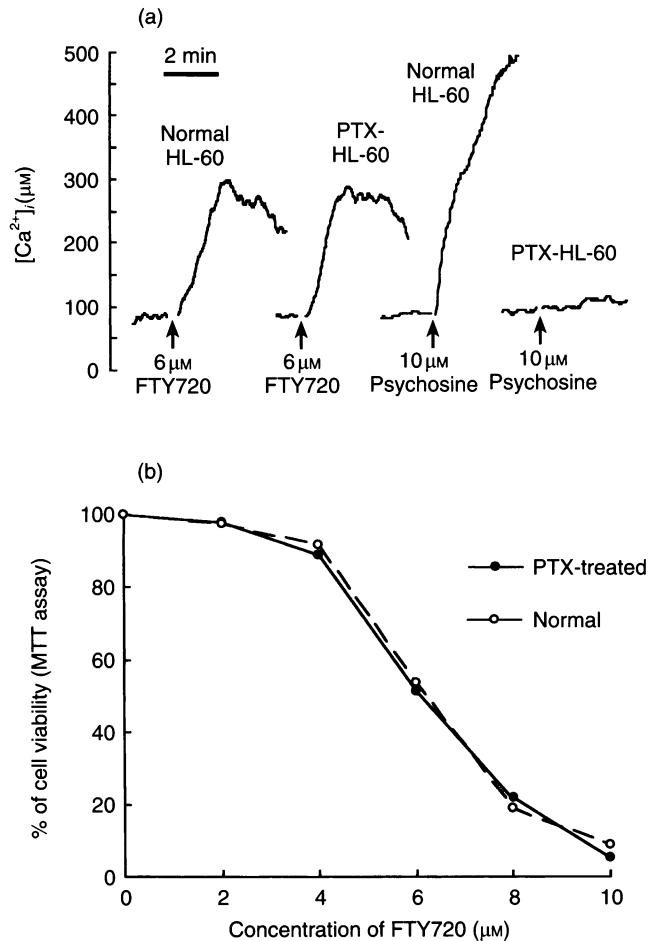 (a)
500
400
300
200
100
0
[Ca²⁺]i (μM)
2 min
Normal
HL-60
PTX-
HL-60
Normal
HL-60
PTX-HL-60
6 μM
FTY720
6 μM
FTY720
10 μM
Psychosine
10 μM
Psychosine
(b)
100
80
60
40
20
0
% of cell viability (MTT assay)
PTX-treated
Normal
0 2 4 6 8 10
Concentration of FTY720 (μM)